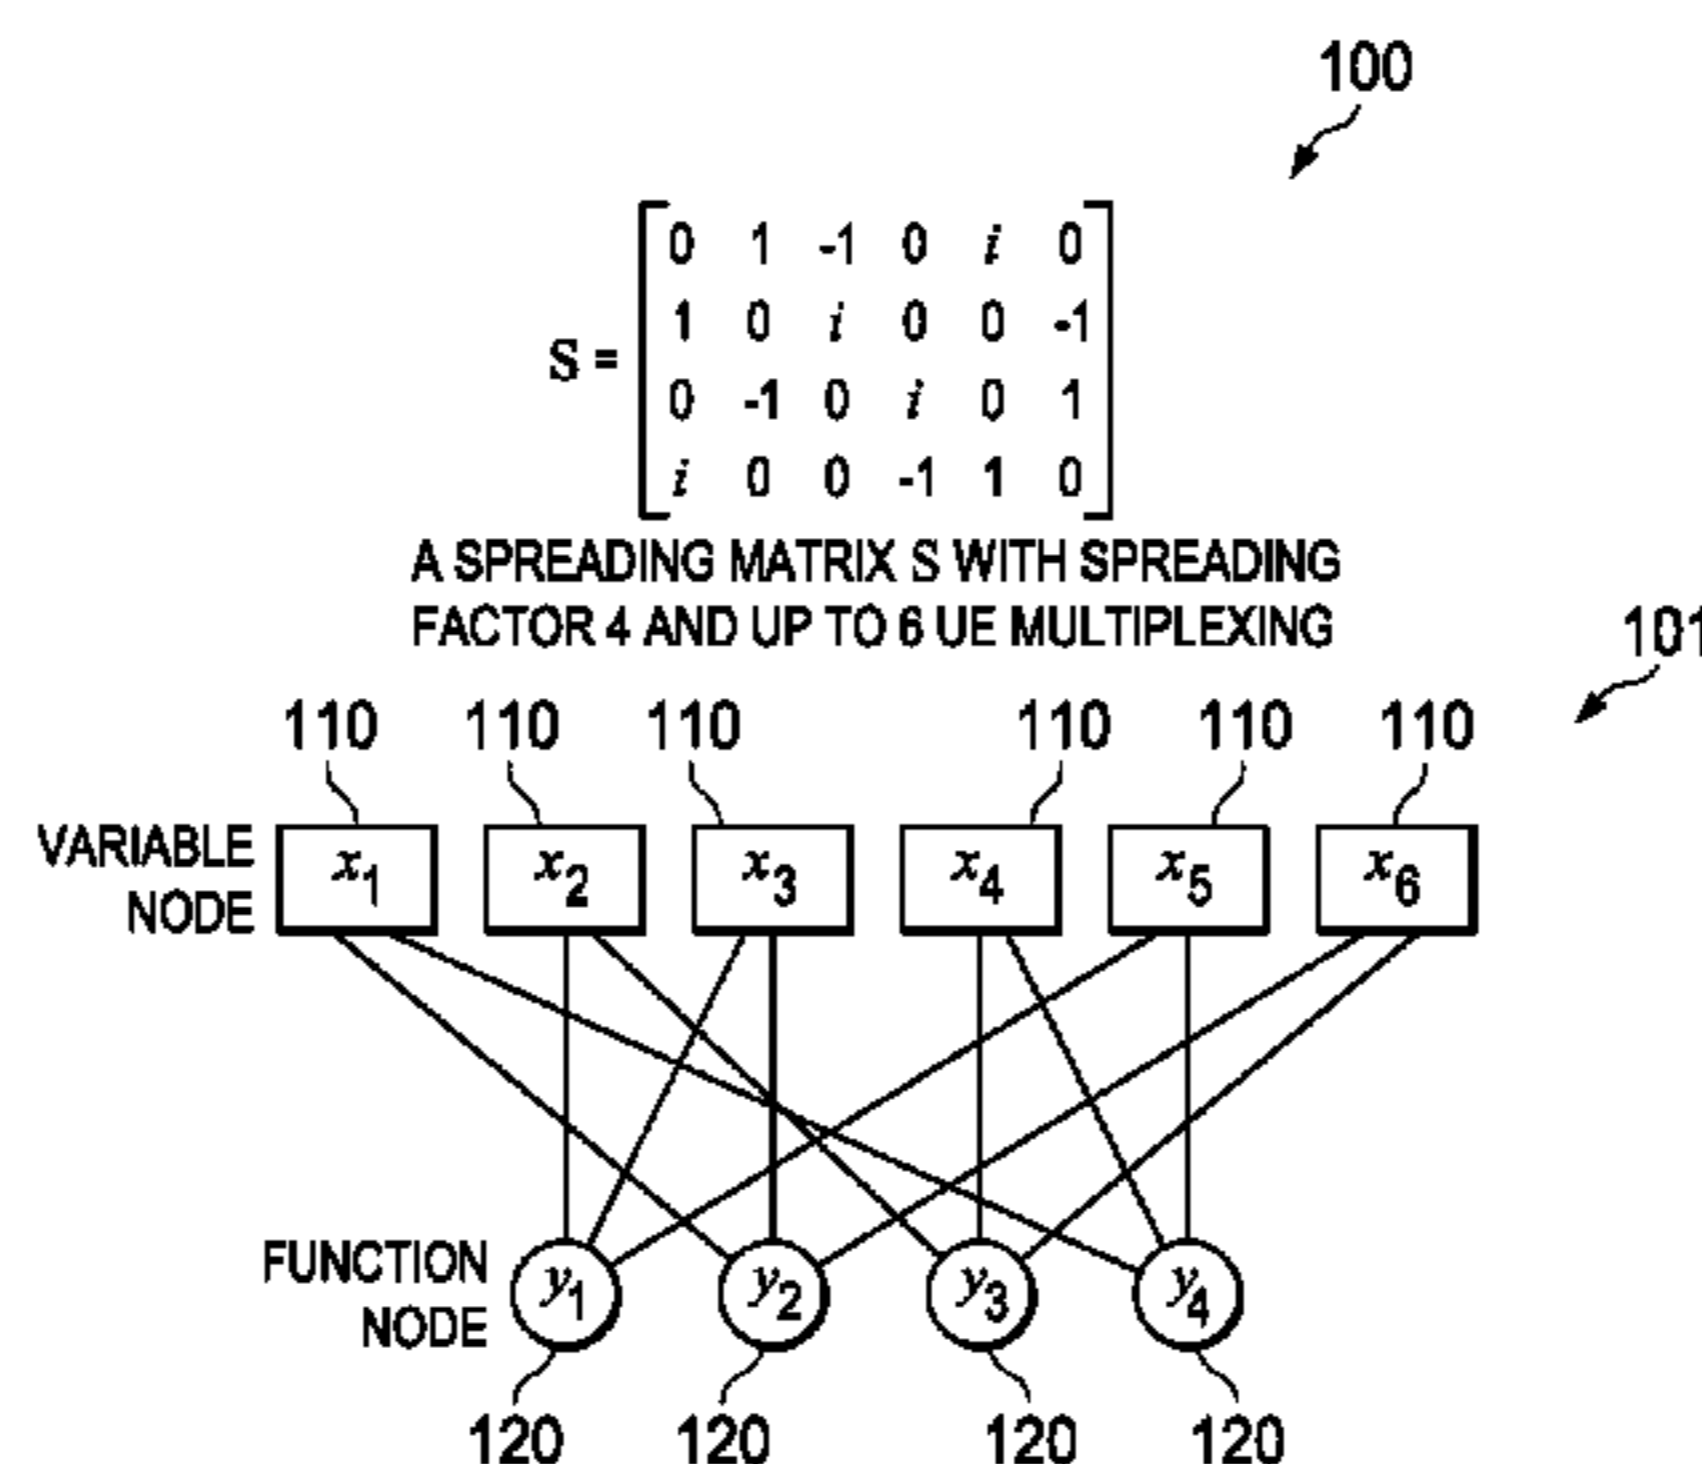 100
S =
0 1 -1 0 i 0
1 0 i 0 0 -1
0 -1 0 i 0 1
i 0 0 -1 1 0
A SPREADING MATRIX S WITH SPREADING
FACTOR 4 AND UP TO 6 UE MULTIPLEXING
101
110 110 110 110 110 110
VARIABLE
NODE
x1 x2 x3 x4 x5 x6
FUNCTION
NODE
y1 y2 y3 y4
120 120 120 120